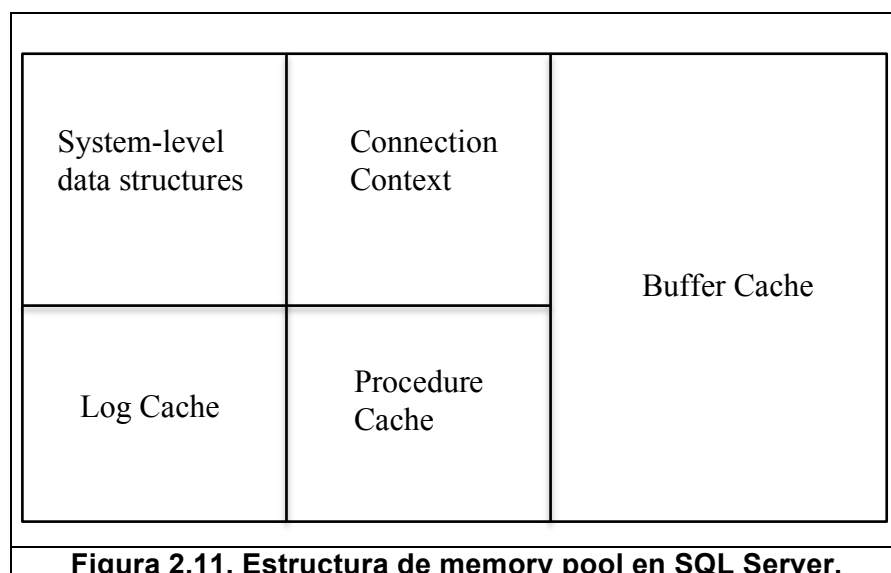 System-level
data structures
Connection
Context
Buffer Cache
Log Cache
Procedure
Cache
Figura 2.11. Estructura de memory pool en SQL Server.